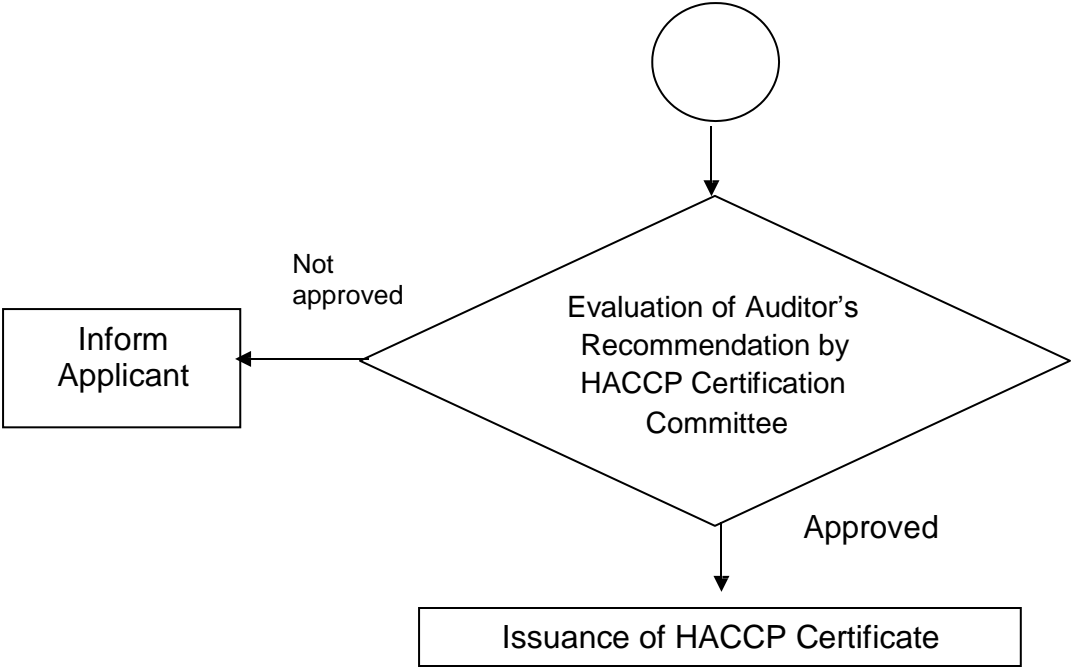 Not
approved
Inform
Applicant
Evaluation of Auditor’s
Recommendation by
HACCP Certification
Committee
Approved
Issuance of HACCP Certificate